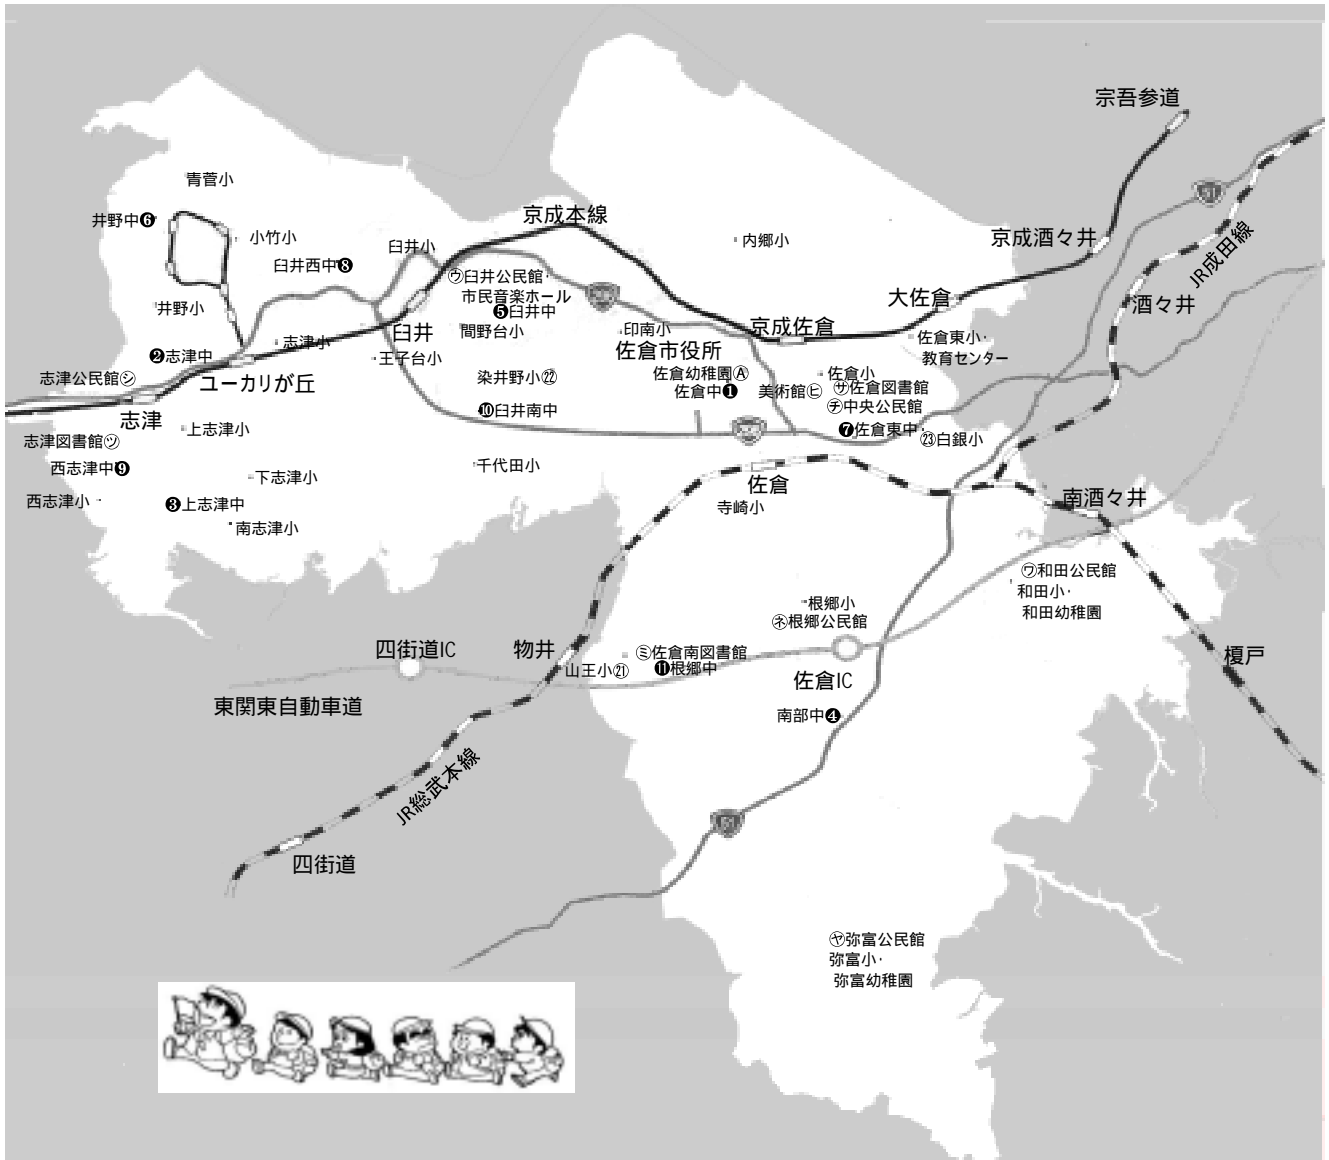 宗吾参道
51
青菅小
井野中❻
京成本線
小竹小
臼井小
内郷小
京成酒々井
JR成田線
臼井西中❽
㋒臼井公民館・
市民音楽ホール
大佐倉
酒々井
井野小
❺臼井中
間野台小
印南小
臼井
京成佐倉
志津小
佐倉東小・
教育センター
❷志津中
王子台小
佐倉市役所
志津公民館㋛
ユーカリが丘
染井野小㉒
佐倉幼稚園Ⓐ
佐倉小
佐倉中❶
美術館㋪
㋚佐倉図書館
㋠中央公民館
志津
❿臼井南中
上志津小
❼佐倉東中
㉓白銀小
志津図書館㋡
西志津中❾
下志津小
千代田小
佐倉
南酒々井
西志津小
❸上志津中
寺崎小
南志津小
㋻和田公民館
和田小・
和田幼稚園
根郷小
㋧根郷公民館
四街道IC
物井
㋯佐倉南図書館
山王小㉑
⓫根郷中
榎戸
佐倉IC
東関東自動車道
南部中❹
JR総武本線
51
四街道
㋳弥富公民館
弥富小・
弥富幼稚園